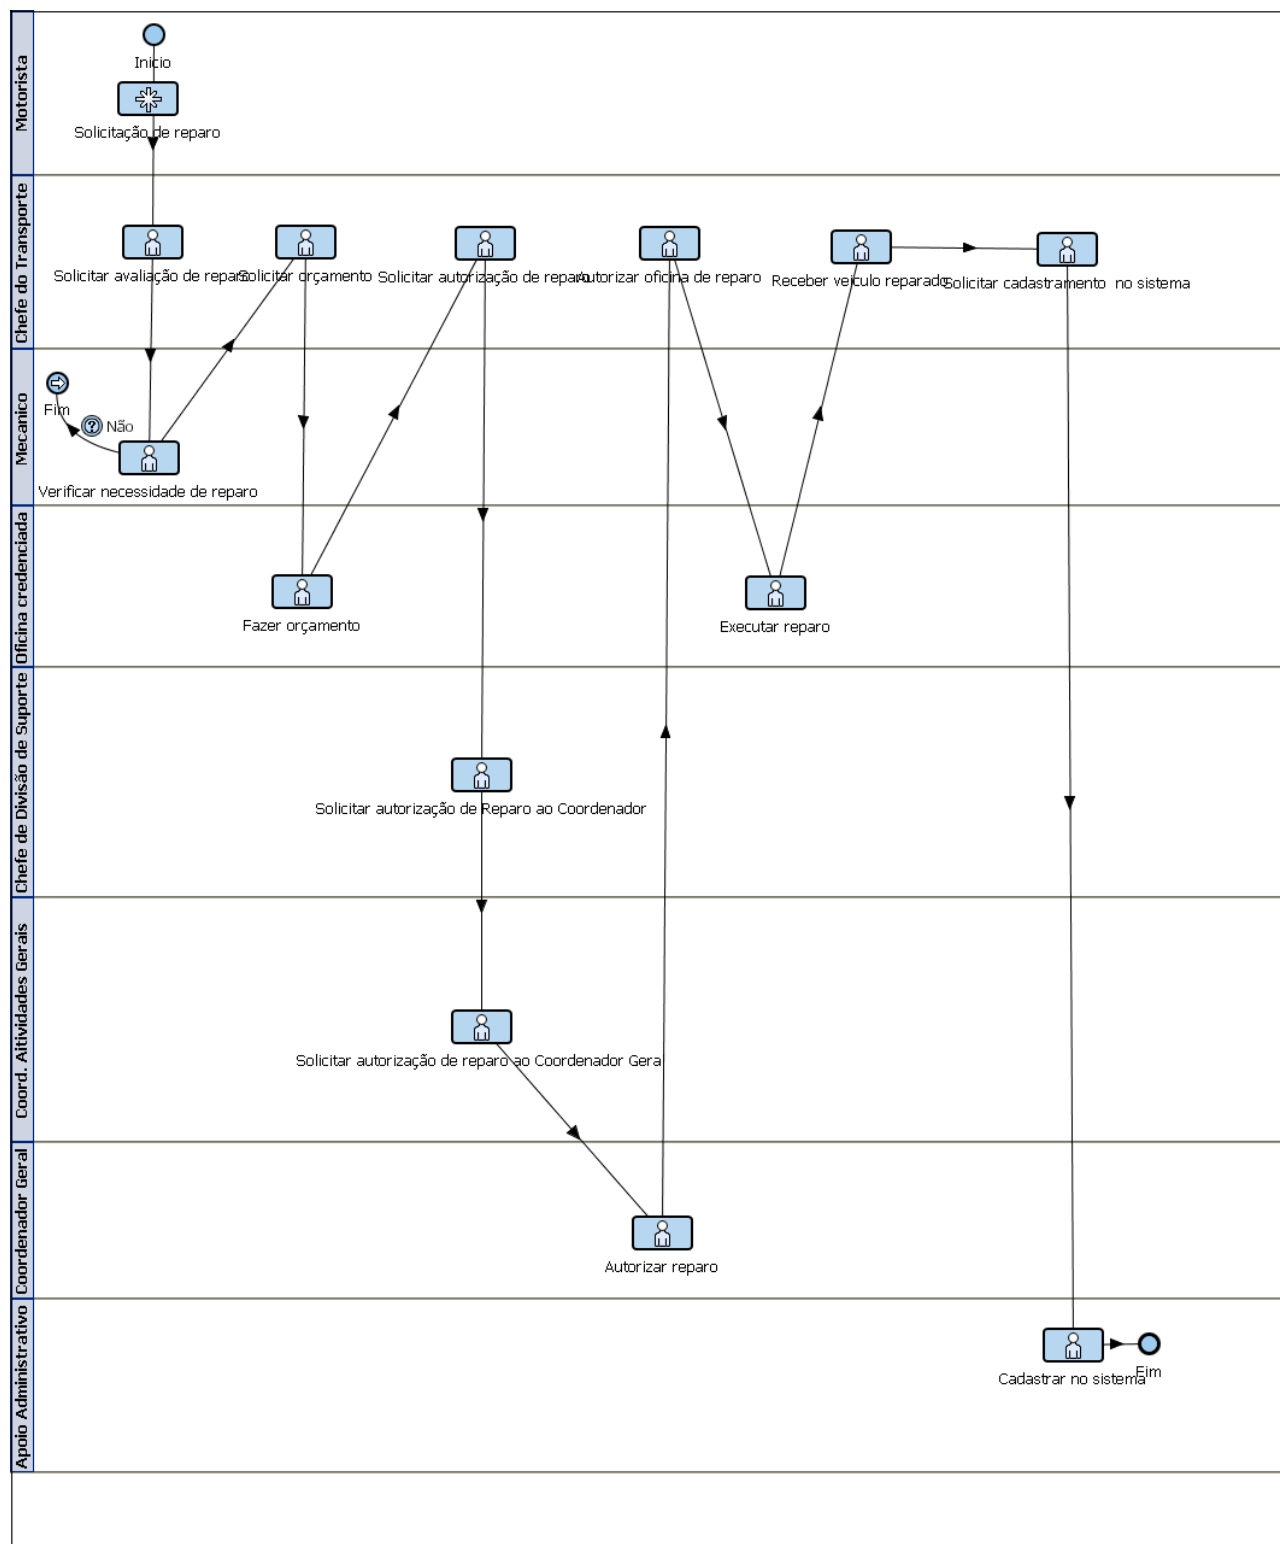 Motorista
Inicio
Solicitação de reparo
Chefe do Transporte
Solicitar avaliação de reparo
Solicitar orçamento
Solicitar autorização de reparo
Autorizar oficina de reparo
Receber veículo reparado
Solicitar cadastramento no sistema
Mecanico
Fim
Não
Verificar necessidade de reparo
Oficina credenciada
Fazer orçamento
Executar reparo
Chefe de Divisão de Suporte
Solicitar autorização de Reparo ao Coordenador
Coord. Aitividades Gerais
Solicitar autorização de reparo ao Coordenador Gera
Coordenador Geral
Autorizar reparo
Apoio Administrativo
Cadastrar no sistema
Fim